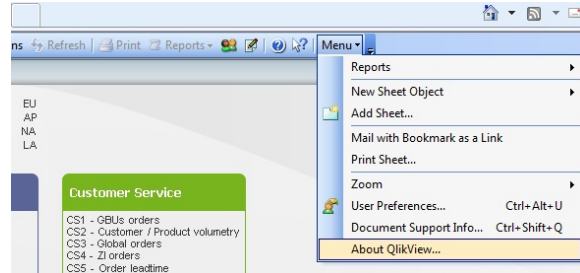 ns Refresh Print Reports Menu
Reports
New Sheet Object
Add Sheet...
Mail with Bookmark as a Link
Print Sheet...
Zoom
User Preferences... Ctrl+Alt+U
Document Support Info... Ctrl+Shift+Q
About QlikView...
EU
AP
NA
LA
Customer Service
CS1 - GBUs orders
CS2 - Customer / Product volumetry
CS3 - Global orders
CS4 - ZI orders
CS5 - Order leadtime